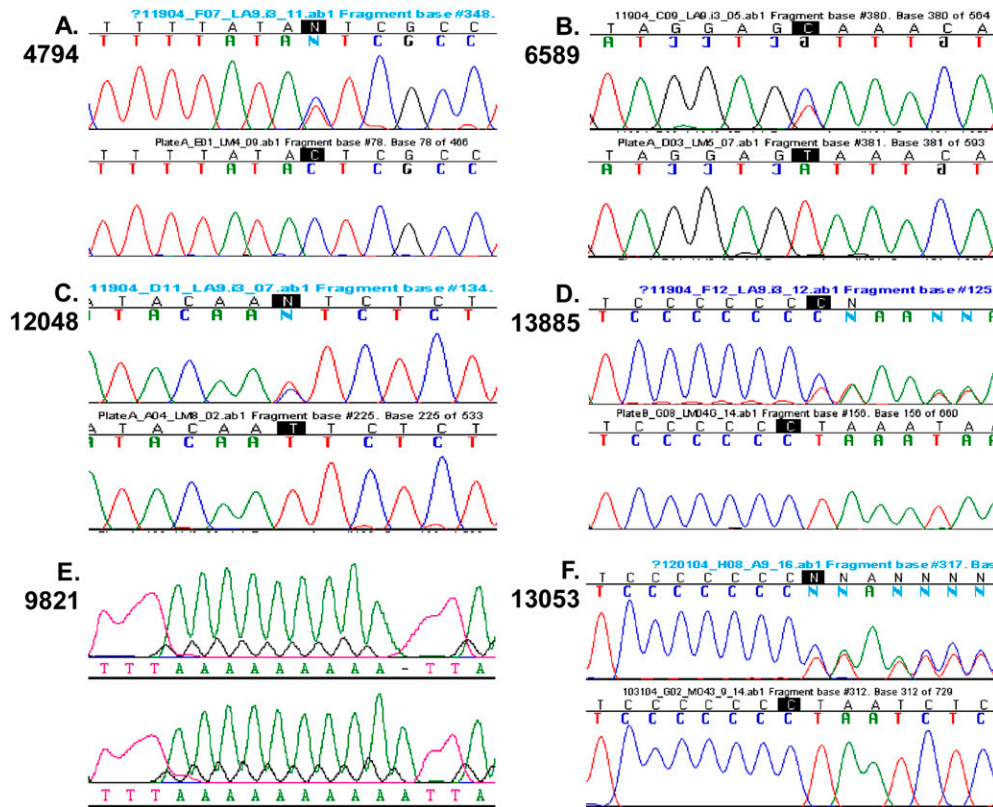 A.
4794
?11904_F07_LA9.i3_11.ab1 Fragment base #348.
T T T T A T A N T C G C C
T T T T A T A N T C G C C
PlateA_E01_LM4_09.ab1 Fragment base #78. Base 78 of 466
T T T T A T A C T C G C C
T T T T A T A C T C G C C
B.
6589
11904_C09_LA9.i3_05.ab1 Fragment base #380. Base 380 of 564
T A G G A G C A A A C A
A T C C T C G T T T G T
PlateA_D03_LM5_07.ab1 Fragment base #381. Base 381 of 593
T A G G A G T A A A C A
A T C C T C A T T T G T
C.
12048
11904_D11_LA9.i3_07.ab1 Fragment base #134.
A T A C A A N T C T C T
A T A C A A N T C T C T
PlateA_A04_LM8_02.ab1 Fragment base #225. Base 225 of 533
A T A C A A T T C T C T
A T A C A A T T C T C T
D.
13885
?11904_F12_LA9.i3_12.ab1 Fragment base #125
T C C C C C C C N
T C C C C C C C N A A N N A
PlateB_G08_LM04G_14.ab1 Fragment base #156. Base 156 of 660
T C C C C C C T A A A T A A
T C C C C C C T A A A T A A
E.
9821
T T T A A A A A A A A A - T T A
T T T A A A A A A A A A A T T A
F.
13053
?120104_H08_A9_16.ab1 Fragment base #317. Bas
T C C C C C C C N N A N N N N
T C C C C C C C N N A N N N N
103104_G02_MO43_9_14.ab1 Fragment base #312. Base 312 of 729
T C C C C C C C T A A T C T C
T C C C C C C C T A A T C T C